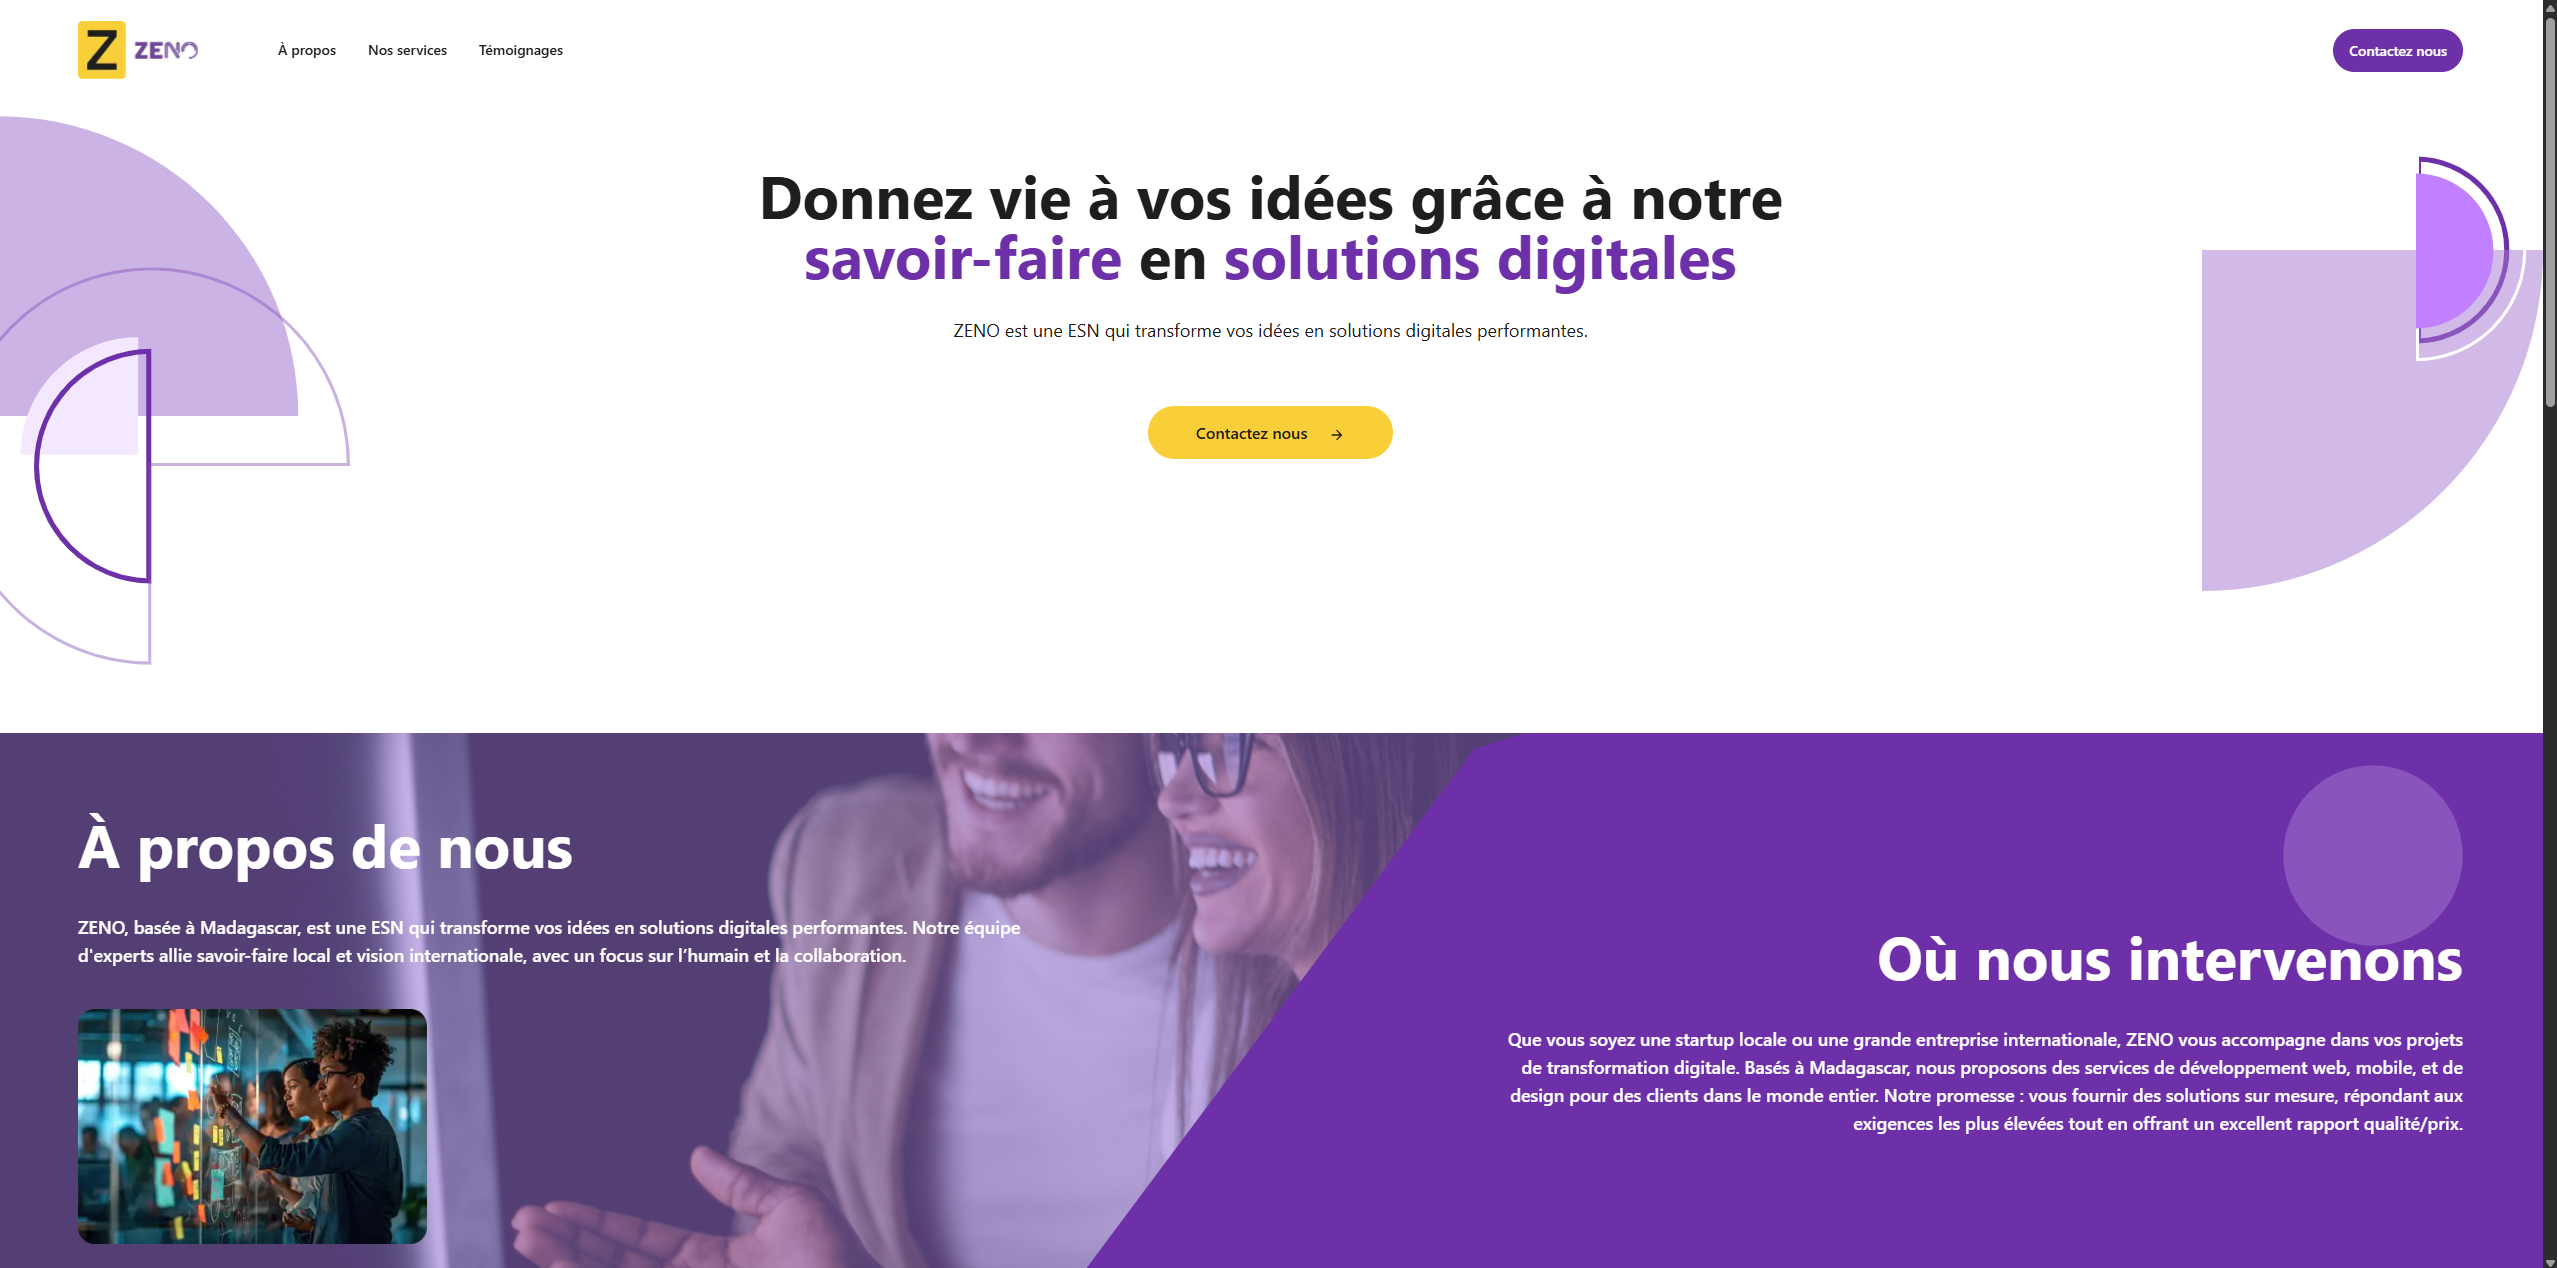 Z ZENO
À propos
Nos services
Témoignages
Contactez nous
Donnez vie à vos idées grâce à notre
savoir-faire en solutions digitales
ZENO est une ESN qui transforme vos idées en solutions digitales performantes.
Contactez nous →
À propos de nous
ZENO, basée à Madagascar, est une ESN qui transforme vos idées en solutions digitales performantes. Notre équipe
d'experts allie savoir-faire local et vision internationale, avec un focus sur l’humain et la collaboration.
Où nous intervenons
Que vous soyez une startup locale ou une grande entreprise internationale, ZENO vous accompagne dans vos projets
de transformation digitale. Basés à Madagascar, nous proposons des services de développement web, mobile, et de
design pour des clients dans le monde entier. Notre promesse : vous fournir des solutions sur mesure, répondant aux
exigences les plus élevées tout en offrant un excellent rapport qualité/prix.